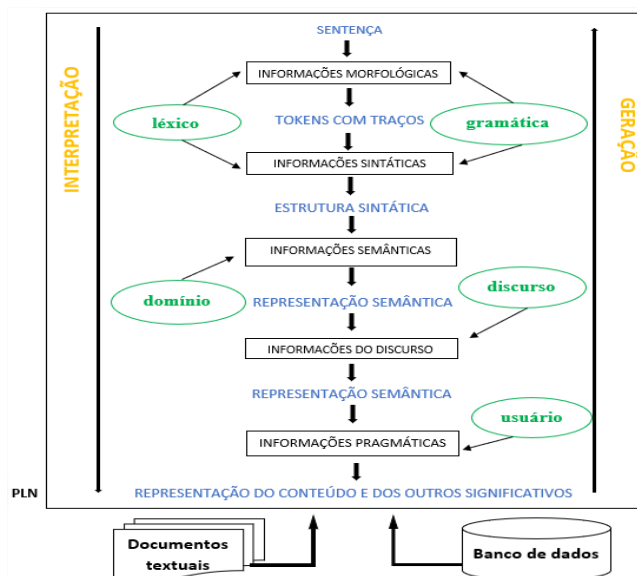 SENTENÇA
INTERPRETAÇÃO
INFORMAÇÕES MORFOLÓGICAS
léxico
TOKENS COM TRAÇOS
gramática
GERAÇÃO
INFORMAÇÕES SINTÁTICAS
ESTRUTURA SINTÁTICA
INFORMAÇÕES SEMÂNTICAS
domínio
REPRESENTAÇÃO SEMÂNTICA
discurso
INFORMACÕES DO DISCURSO
REPRESENTAÇÃO SEMÂNTICA
usuário
INFORMAÇÕES PRAGMÁTICAS
PLN
REPRESENTAÇÃO DO CONTEÚDO E DOS OUTROS SIGNIFICATIVOS
Documentos
textuais
Banco de dados